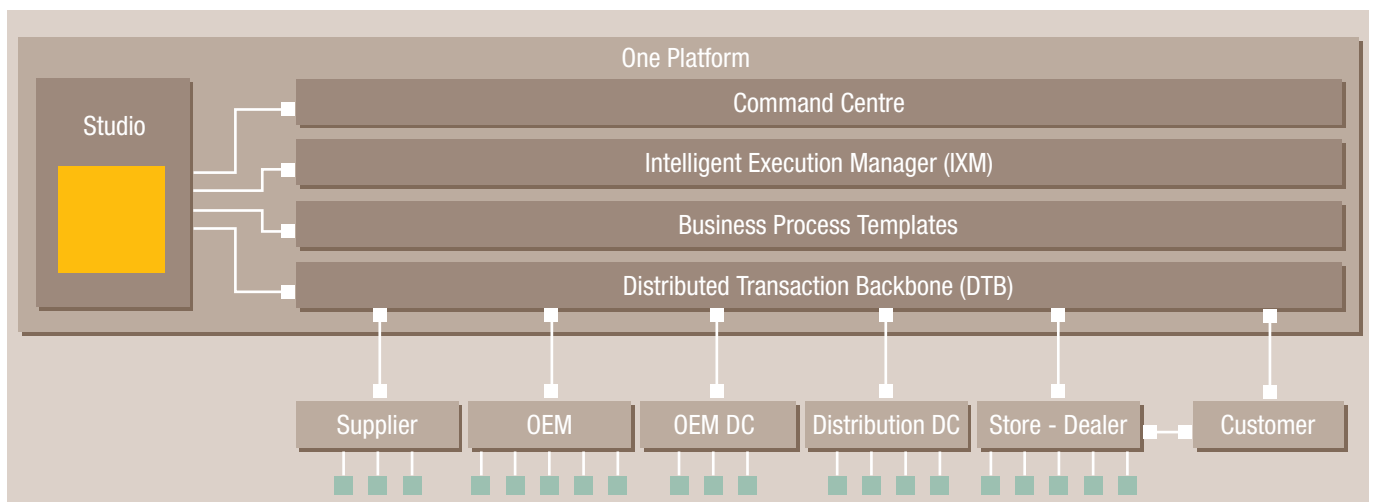 One Platform
Studio
Command Centre
Intelligent Execution Manager (IXM)
Business Process Templates
Distributed Transaction Backbone (DTB)
Supplier
OEM
OEM DC
Distribution DC
Store - Dealer
Customer